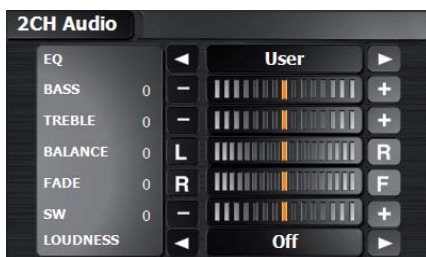 2CH Audio
EQ ◄ User ►
BASS 0 − +
TREBLE 0 − +
BALANCE 0 L R
FADE 0 R F
SW 0 − +
LOUDNESS ◄ Off ►